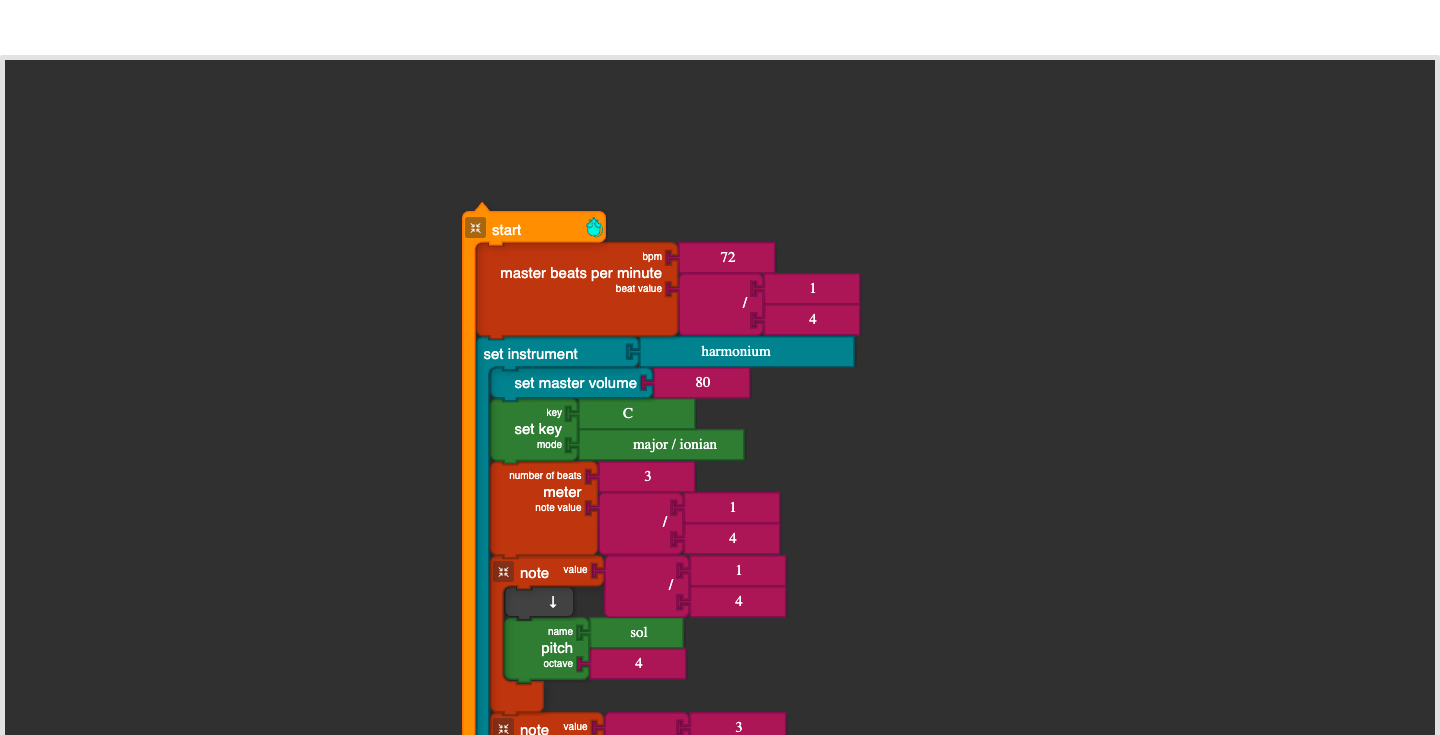 start
bpm 72
master beats per minute
beat value / 1
4
set instrument harmonium
set master volume 80
key C
set key
mode major / ionian
number of beats 3
meter
note value / 1
4
note value / 1
4
↓
name sol
pitch
octave 4
note value 3